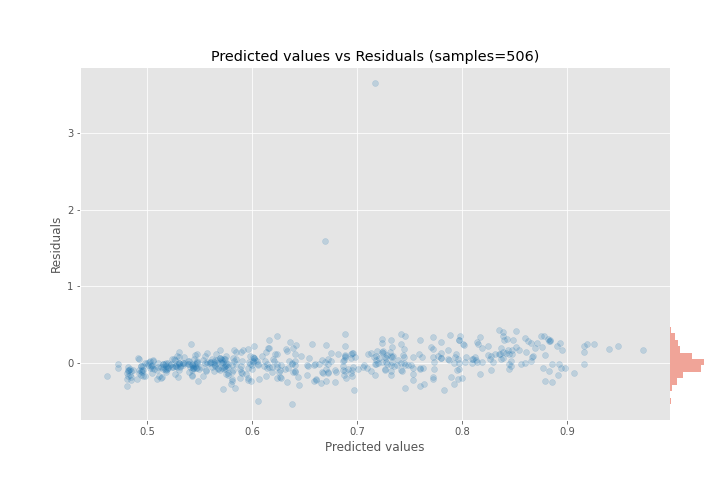 Predicted values vs Residuals (samples=506)
3
2
1
0
Residuals
0.5 0.6 0.7 0.8 0.9
Predicted values